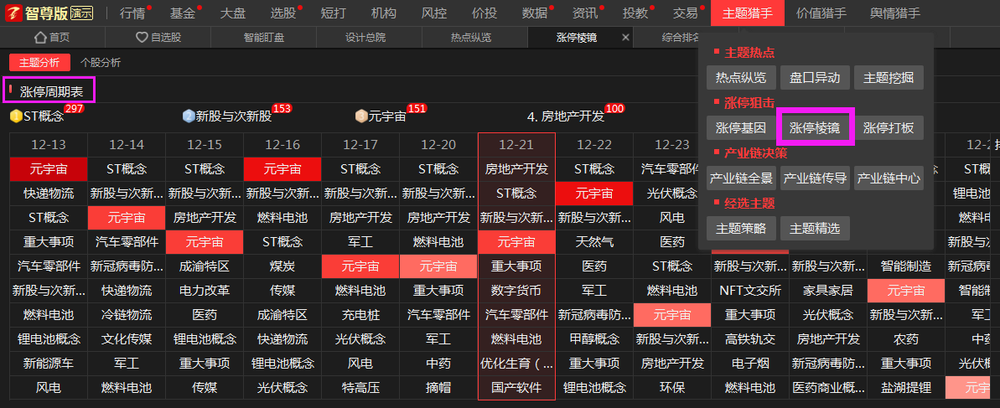 智尊版 演示 行情 基金 大盘 选股 短打 机构 风控 价投 数据 资讯 投教 交易 主题猎手 价值猎手 舆情猎手
首页 自选股 智能盯盘 设计总院 热点纵览 涨停棱镜 × 综合排名
主题分析 个股分析
主题热点
热点纵览 盘口异动 主题挖掘
涨停周期表
涨停狙击
1 ST概念 297 2 新股与次新股 153 3 元宇宙 151 4. 房地产开发 100
涨停基因 涨停棱镜 涨停打板
产业链决策
产业链全景 产业链传导 产业链中心
经选主题
主题策略 主题精选
12-13 12-14 12-15 12-16 12-17 12-20 12-21 12-22 12-23
元宇宙 ST概念 ST概念 元宇宙 ST概念 ST概念 房地产开发 ST概念 汽车零部件
快递物流 新股与次新... 新股与次新... 新股与次新... 新股与次新... 新股与次新... ST概念 元宇宙 光伏概念 锂电池
ST概念 元宇宙 房地产开发 燃料电池 房地产开发 房地产开发 新股与次新... 新股与次新... 风电
重大事项 汽车零部件 元宇宙 ST概念 军工 燃料电池 元宇宙 天然气 医药 新股与
汽车零部件 新冠病毒防... 成渝特区 煤炭 元宇宙 元宇宙 重大事项 医药 ST概念 新股与次新... 新股与次新... 智能制造 新冠病
新股与次新... 快递物流 电力改革 传媒 燃料电池 重大事项 数字货币 军工 燃料电池 NFT文交所 家具家居 元宇宙 智能制
燃料电池 冷链物流 医药 成渝特区 充电桩 汽车零部件 汽车零部件 新冠病毒防... 元宇宙 重大事项 光伏概念 新股与次新... 军工
锂电池概念 文化传媒 锂电池概念 快递物流 光伏概念 军工 燃料电池 甲醇概念 新股与次新... 高铁轨交 房地产开发 农药
新能源车 军工 重大事项 锂电池概念 风电 中药 优化生育（... 重大事项 房地产开发 电子烟 新冠病毒防... 重大事项 光伏
风电 燃料电池 传媒 光伏概念 特高压 摘帽 国产软件 锂电池概念 环保 燃料电池 医药商业概... 盐湖提锂 元宇